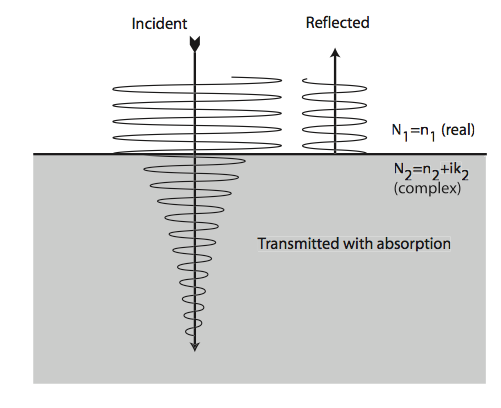 Incident
Reflected
N₁=n₁ (real)
N₂=n₂+ik₂
(complex)
Transmitted with absorption